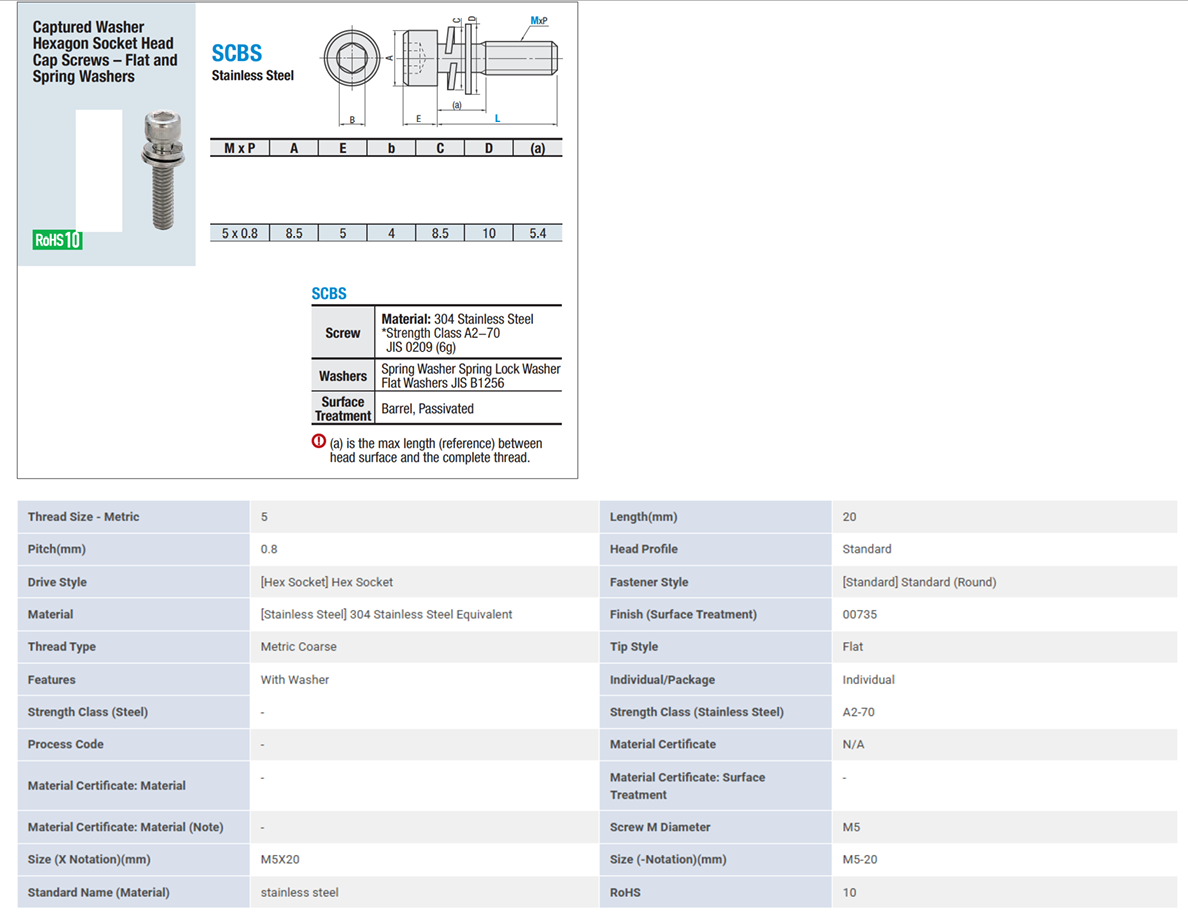 Captured Washer
Hexagon Socket Head
Cap Screws – Flat and
Spring Washers
RoHS 10
SCBS
Stainless Steel
MxP
C
D
A
B
E
(a)
L
M x P A E b C D (a)
5 x 0.8 8.5 5 4 8.5 10 5.4
SCBS
Screw
Material: 304 Stainless Steel
*Strength Class A2–70
JIS 0209 (6g)
Washers
Spring Washer Spring Lock Washer
Flat Washers JIS B1256
Surface
Treatment
Barrel, Passivated
(a) is the max length (reference) between
head surface and the complete thread.
Thread Size - Metric 5 Length(mm) 20
Pitch(mm) 0.8 Head Profile Standard
Drive Style [Hex Socket] Hex Socket Fastener Style [Standard] Standard (Round)
Material [Stainless Steel] 304 Stainless Steel Equivalent Finish (Surface Treatment) 00735
Thread Type Metric Coarse Tip Style Flat
Features With Washer Individual/Package Individual
Strength Class (Steel) - Strength Class (Stainless Steel) A2-70
Process Code - Material Certificate N/A
Material Certificate: Material - Material Certificate: Surface
Treatment -
Material Certificate: Material (Note) - Screw M Diameter M5
Size (X Notation)(mm) M5X20 Size (-Notation)(mm) M5-20
Standard Name (Material) stainless steel RoHS 10